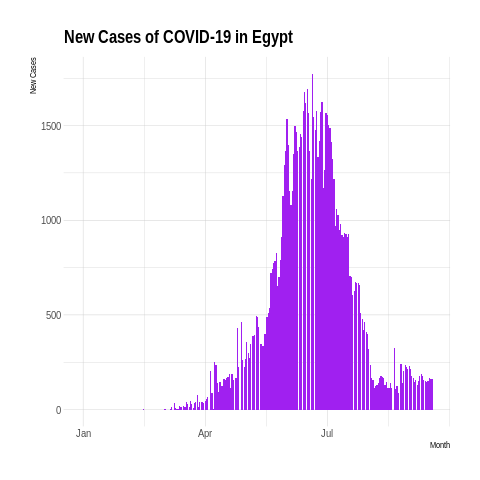 New Cases of COVID-19 in Egypt
New Cases
1500
1000
500
0
Jan Apr Jul
Month